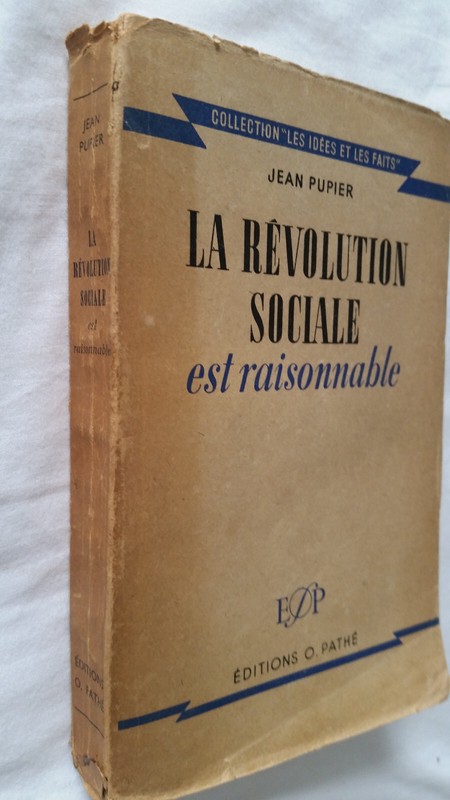 JEAN
PUPIER
LA
RÉVOLUTION
SOCIALE
est
raisonnable
ÉDITIONS
O. PATHÉ
COLLECTION "LES IDÉES ET LES FAITS"
JEAN PUPIER
LA RÊVOLUTION
SOCIALE
est raisonnable
EOP
ÉDITIONS O. PATHÉ